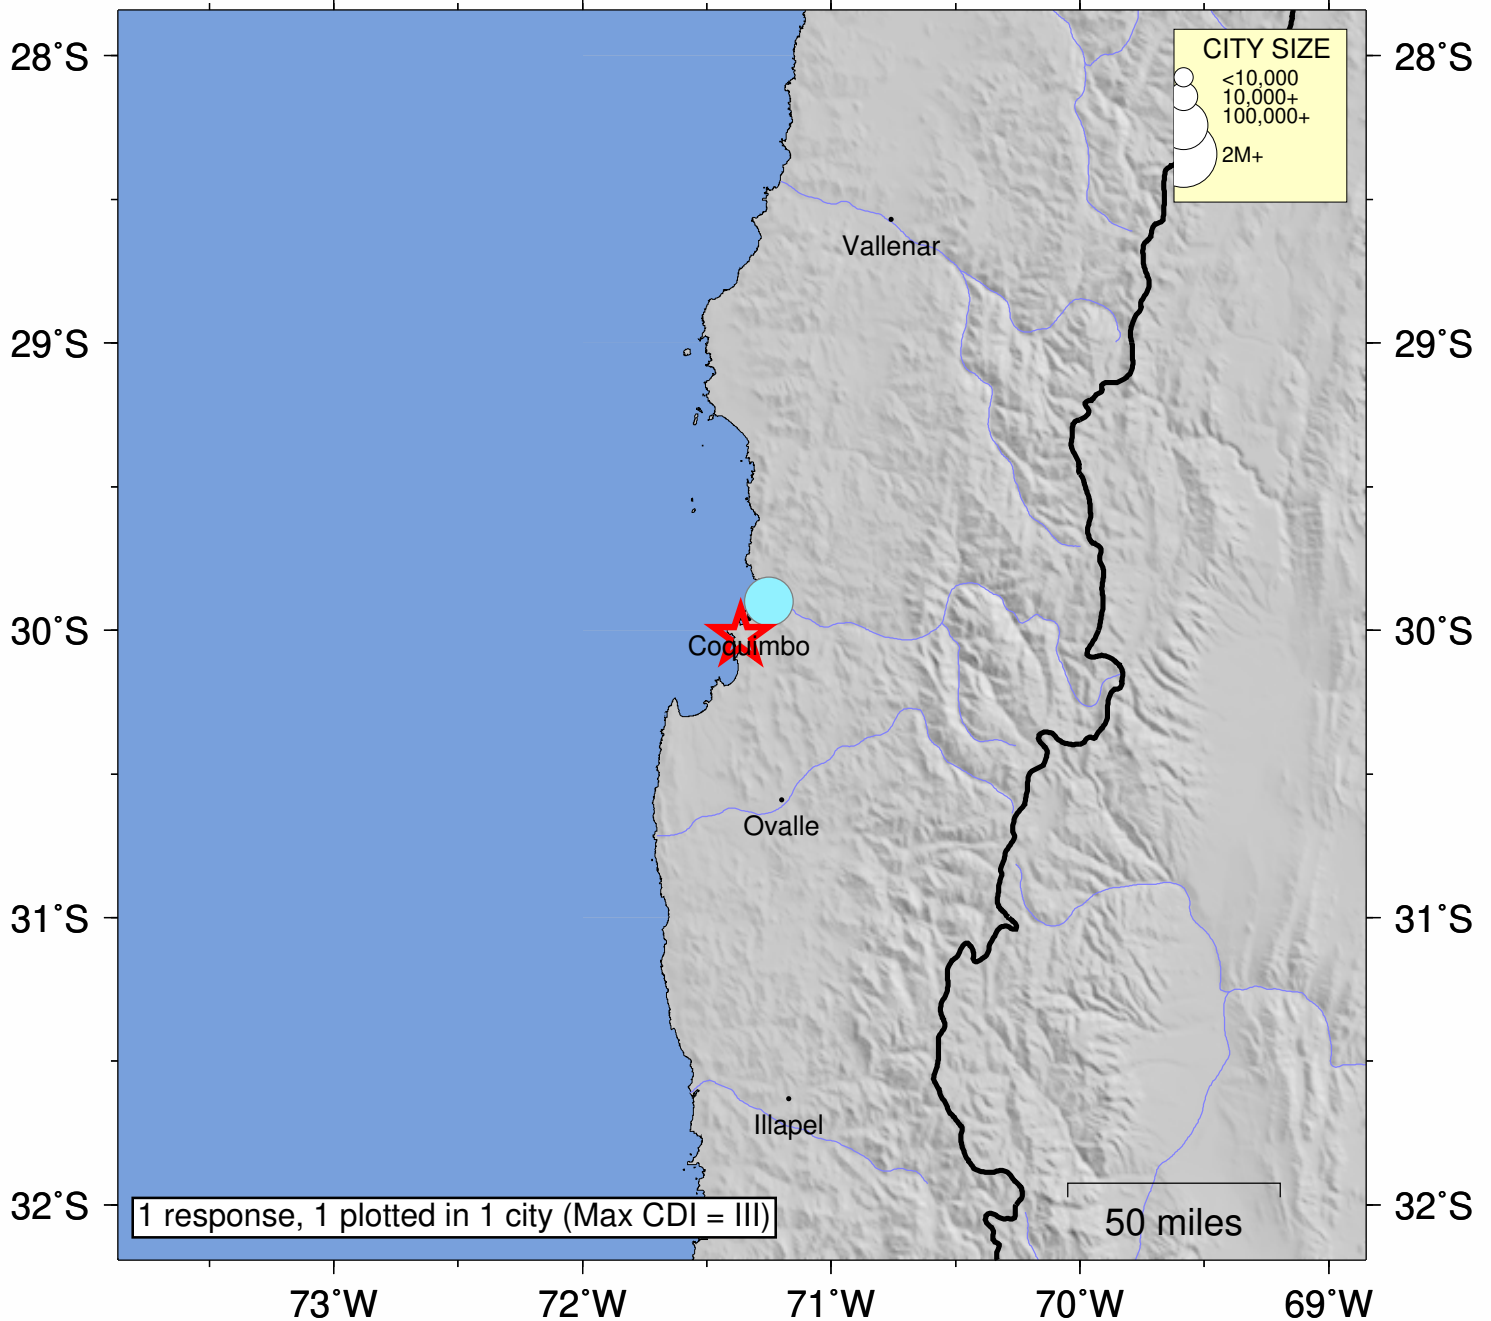 28°S
28°S
CITY SIZE
<10,000
10,000+
100,000+
2M+
Vallenar
29°S
29°S
30°S
30°S
Coquimbo
Ovalle
31°S
31°S
Illapel
32°S
32°S
1 response, 1 plotted in 1 city (Max CDI = III)
50 miles
73°W
72°W
71°W
70°W
69°W